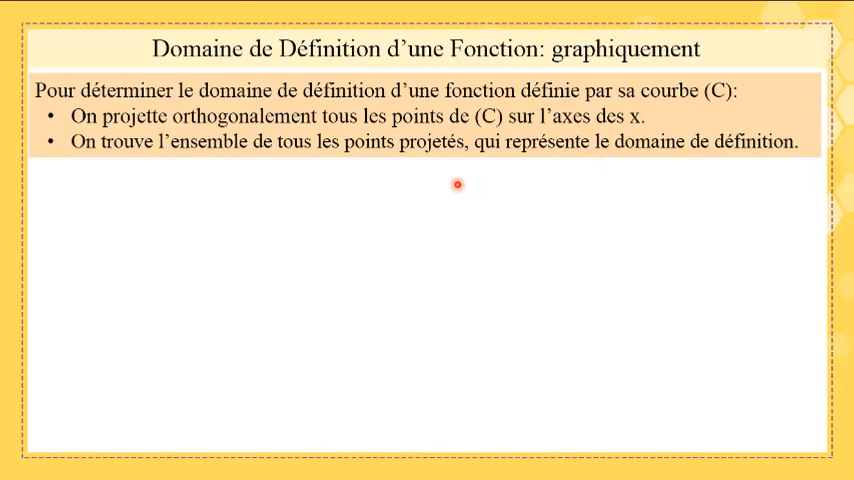 Domaine de Définition d’une Fonction: graphiquement
Pour déterminer le domaine de définition d’une fonction définie par sa courbe (C):
• On projette orthogonalement tous les points de (C) sur l’axes des x.
• On trouve l’ensemble de tous les points projetés, qui représente le domaine de définition.